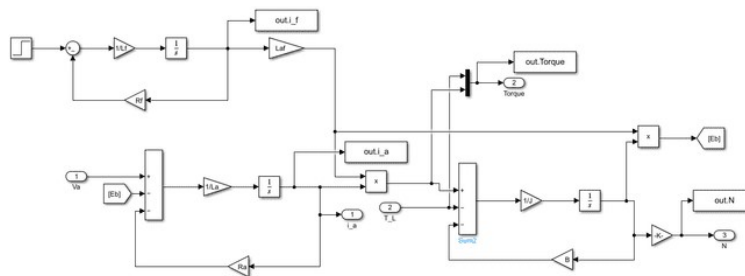 out.i_f
+
-
1/Lf
1
s
Laf
Rf
out.Torque
2
Torque
x
[Eb]
out.i_a
1
Va
[Eb]
+
−
−
1/La
1
s
x
2
T_L
+
−
−
Sum2
1/J
1
s
out.N
-K-
3
N
1
i_a
Ra
B